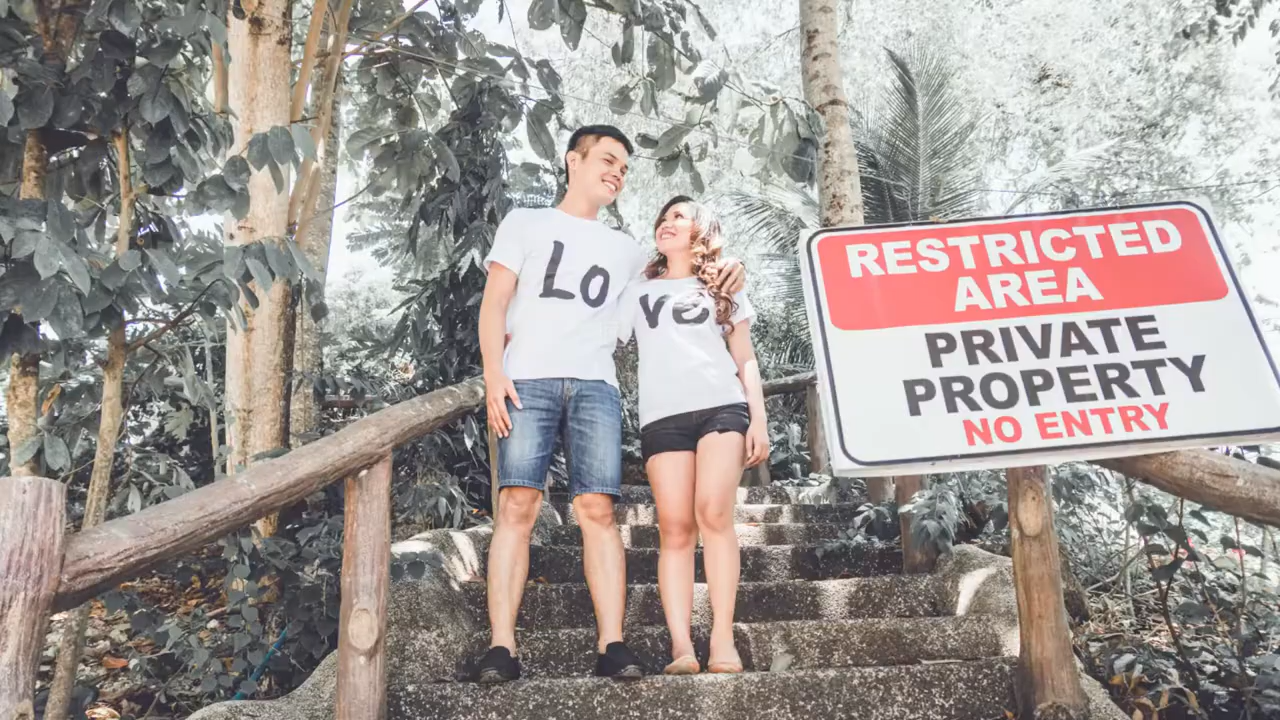 Lo
ve
RESTRICTED
AREA
PRIVATE
PROPERTY
NO ENTRY